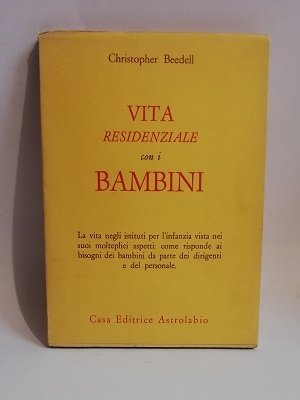 Christopher Beedell
VITA
RESIDENZIALE
con i
BAMBINI
La vita negli istituti per l'infanzia vista nei
suoi molteplici aspetti: come risponde ai
bisogni dei bambini da parte dei dirigenti
e del personale.
Casa Editrice Astrolabio